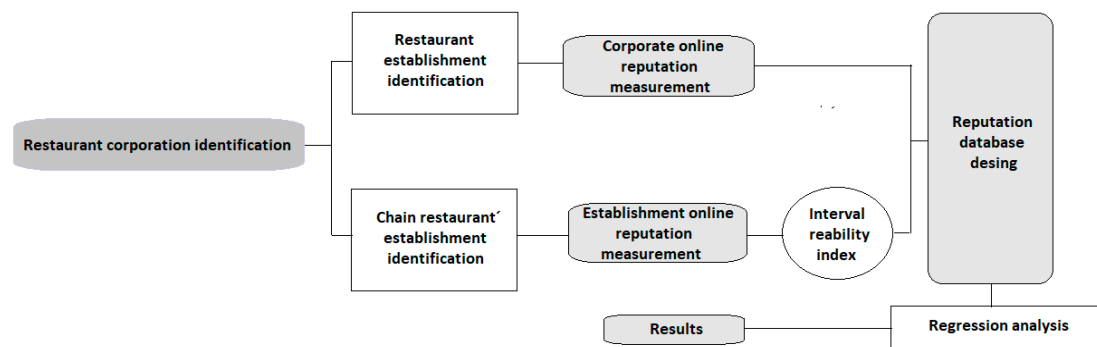 Restaurant corporation identification
Restaurant
establishment
identification
Corporate online
reputation
measurement
Chain restaurant´
establishment
identification
Establishment online
reputation
measurement
Interval
reability
index
Reputation
database
desing
Regression analysis
Results